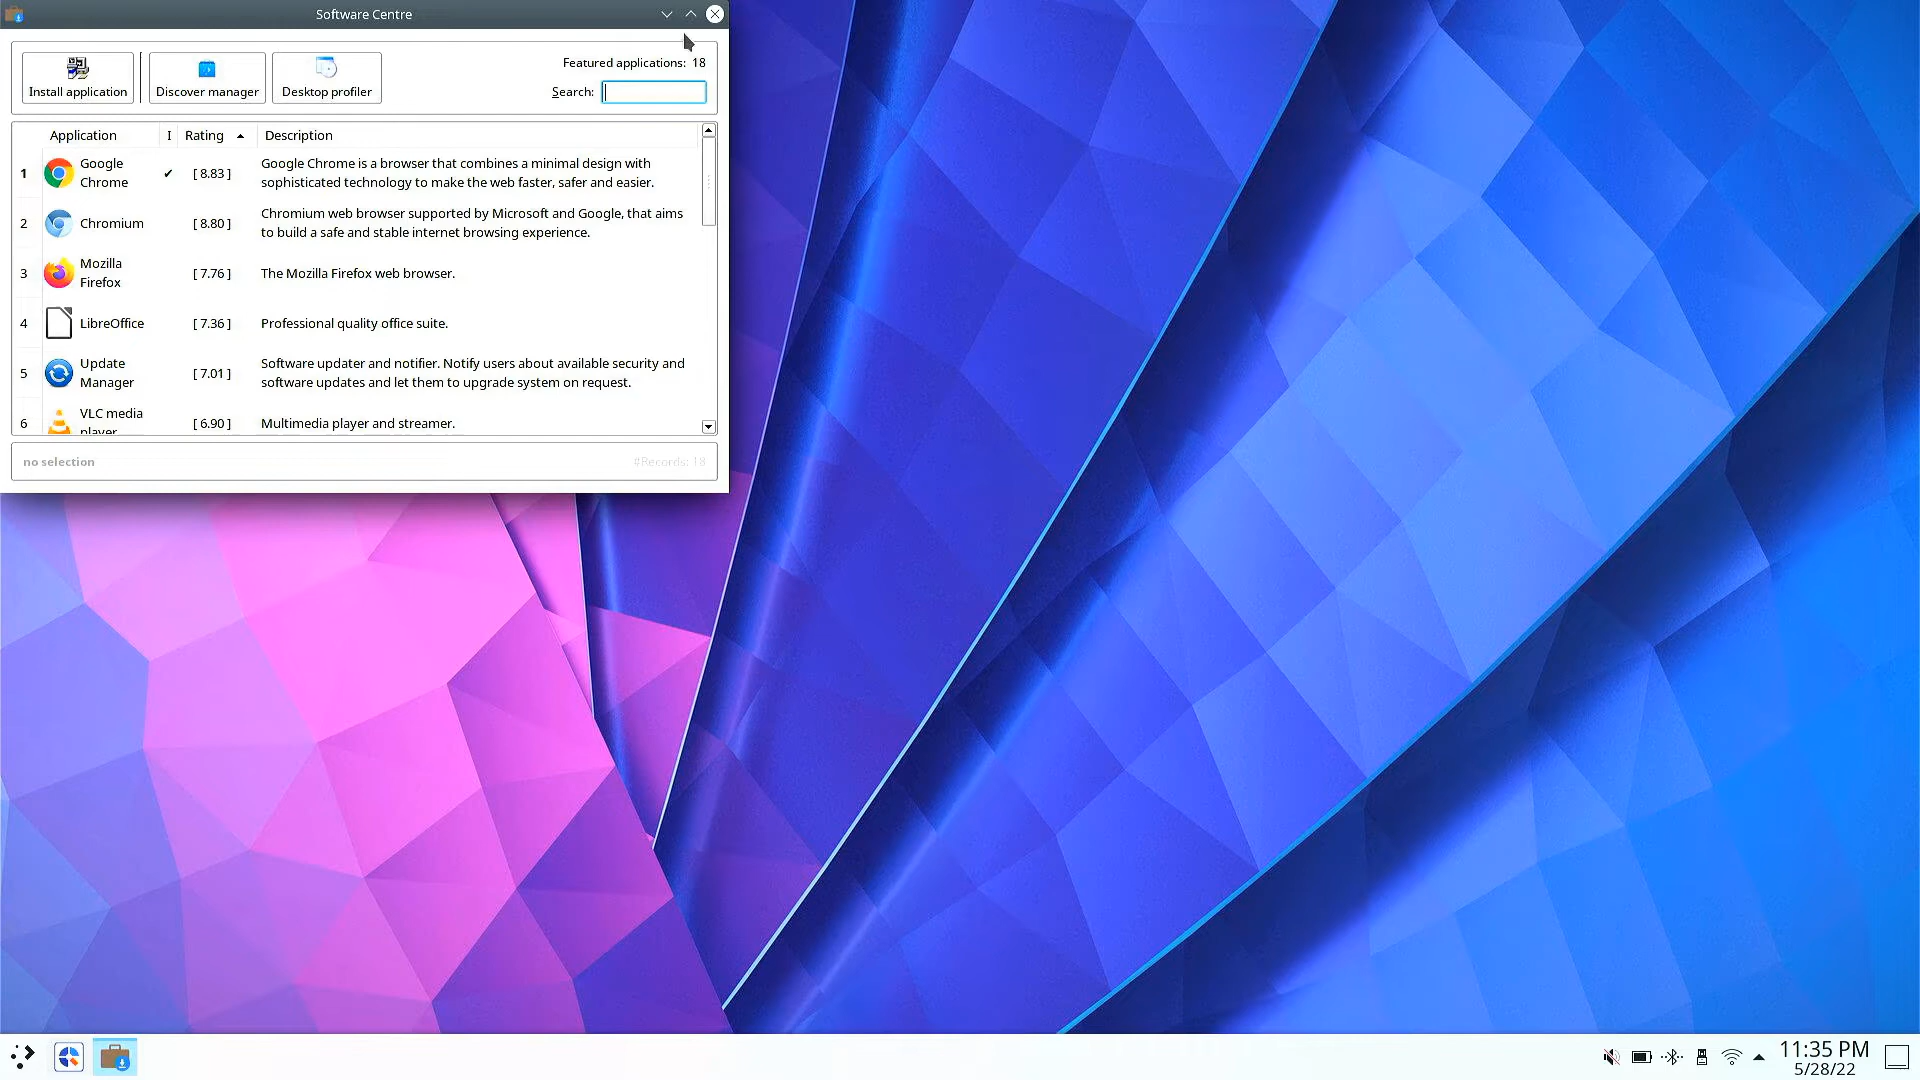 Software Centre
Install application
Discover manager
Desktop profiler
Featured applications: 18
Search:
Application I Rating Description
1 Google Chrome ✔ [ 8.83 ] Google Chrome is a browser that combines a minimal design with
sophisticated technology to make the web faster, safer and easier.
2 Chromium [ 8.80 ] Chromium web browser supported by Microsoft and Google, that aims
to build a safe and stable internet browsing experience.
3 Mozilla Firefox [ 7.76 ] The Mozilla Firefox web browser.
4 LibreOffice [ 7.36 ] Professional quality office suite.
5 Update Manager [ 7.01 ] Software updater and notifier. Notify users about available security and
software updates and let them to upgrade system on request.
6 VLC media player [ 6.90 ] Multimedia player and streamer.
no selection
#Records: 18
11:35 PM
5/28/22